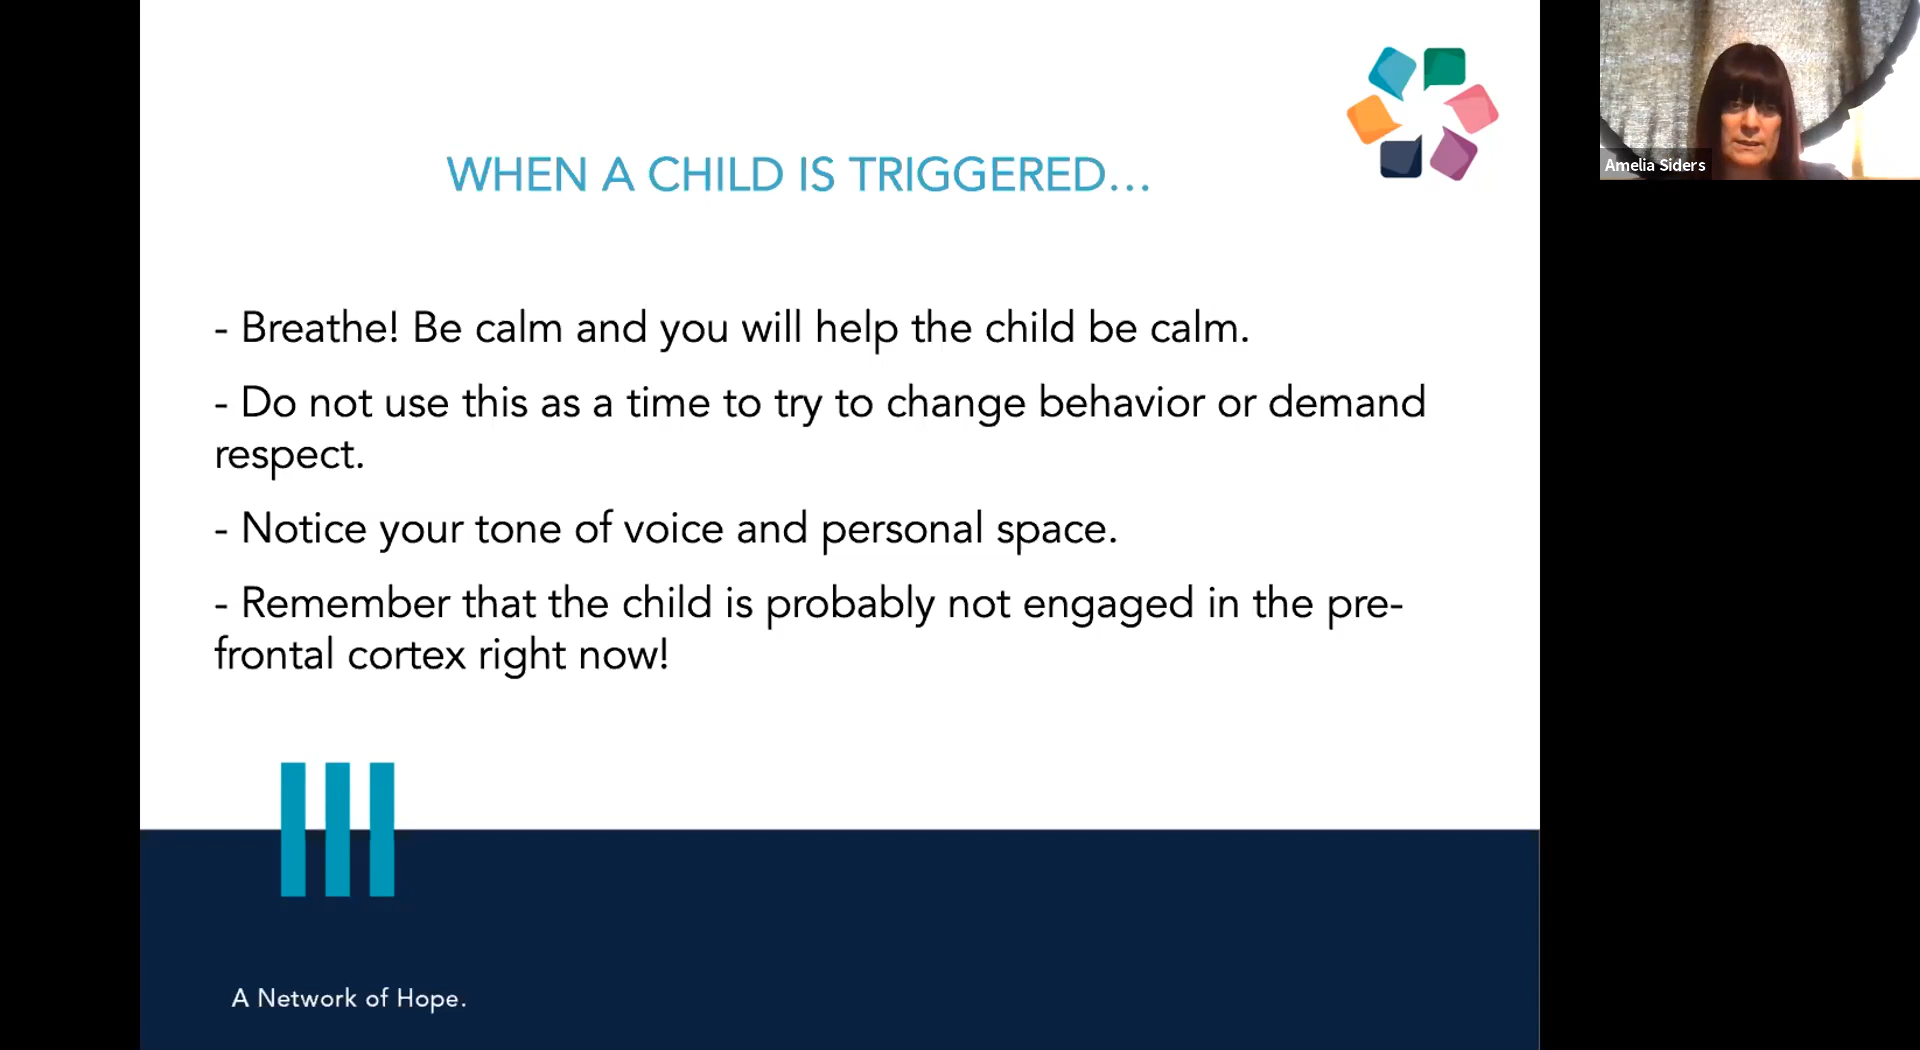 WHEN A CHILD IS TRIGGERED...
- Breathe! Be calm and you will help the child be calm.
- Do not use this as a time to try to change behavior or demand
respect.
- Notice your tone of voice and personal space.
- Remember that the child is probably not engaged in the pre-
frontal cortex right now!
A Network of Hope.
Amelia Siders